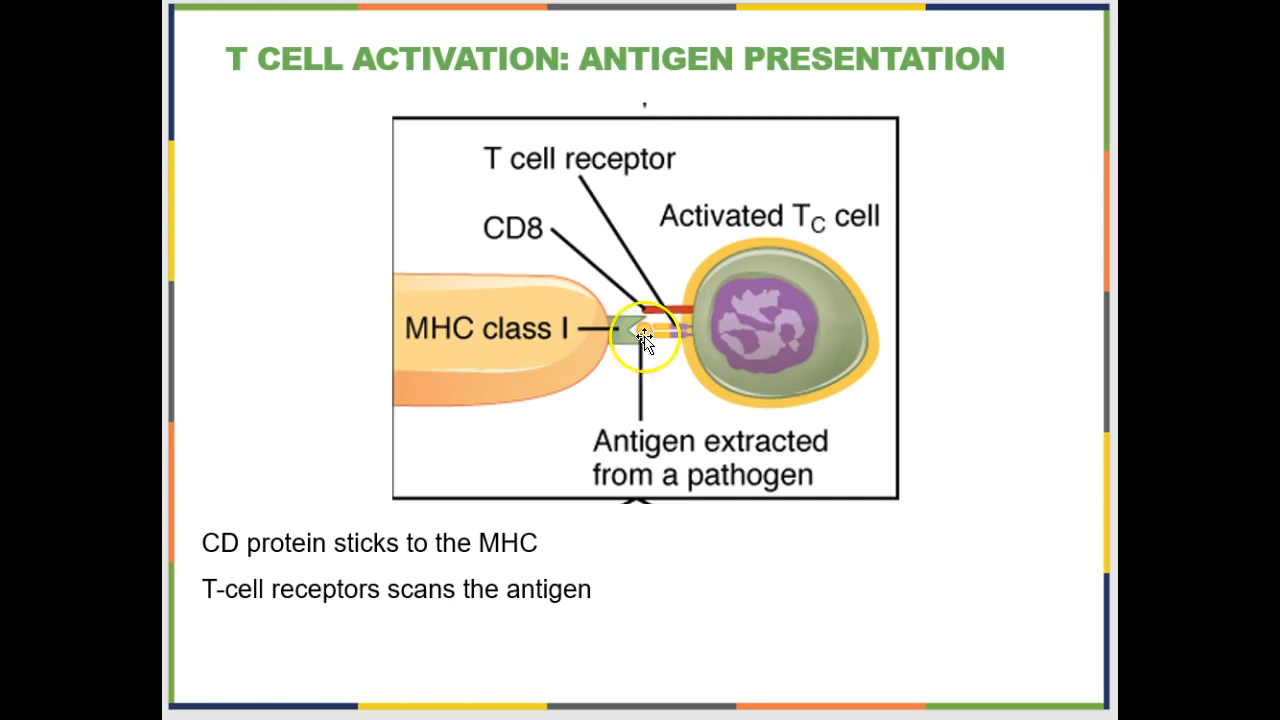 T CELL ACTIVATION: ANTIGEN PRESENTATION
T cell receptor
CD8
Activated TC cell
MHC class I
Antigen extracted
from a pathogen
CD protein sticks to the MHC
T-cell receptors scans the antigen